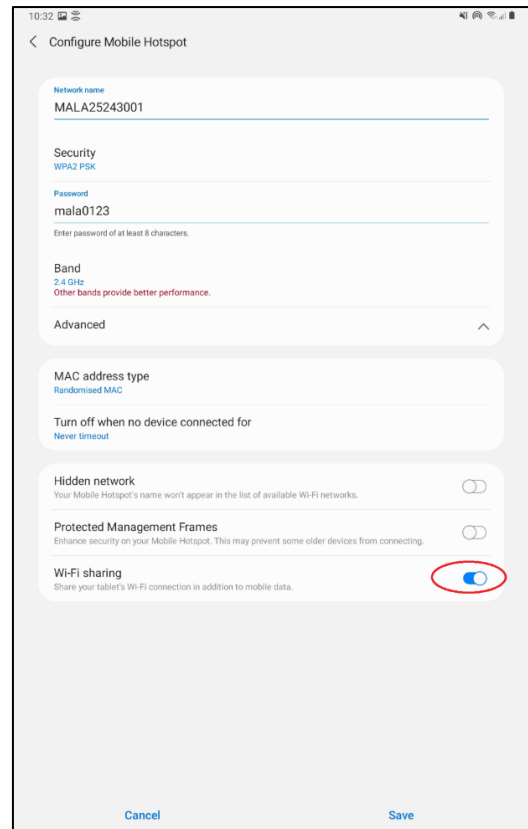 10:32
Configure Mobile Hotspot
Network name
MALA25243001
Security
WPA2 PSK
Password
mala0123
Enter password of at least 8 characters.
Band
2.4 GHz
Other bands provide better performance.
Advanced
MAC address type
Randomised MAC
Turn off when no device connected for
Never timeout
Hidden network
Your Mobile Hotspot's name won't appear in the list of available Wi-Fi networks.
Protected Management Frames
Enhance security on your Mobile Hotspot. This may prevent some older devices from connecting.
Wi-Fi sharing
Share your tablet's Wi-Fi connection in addition to mobile data.
Cancel Save